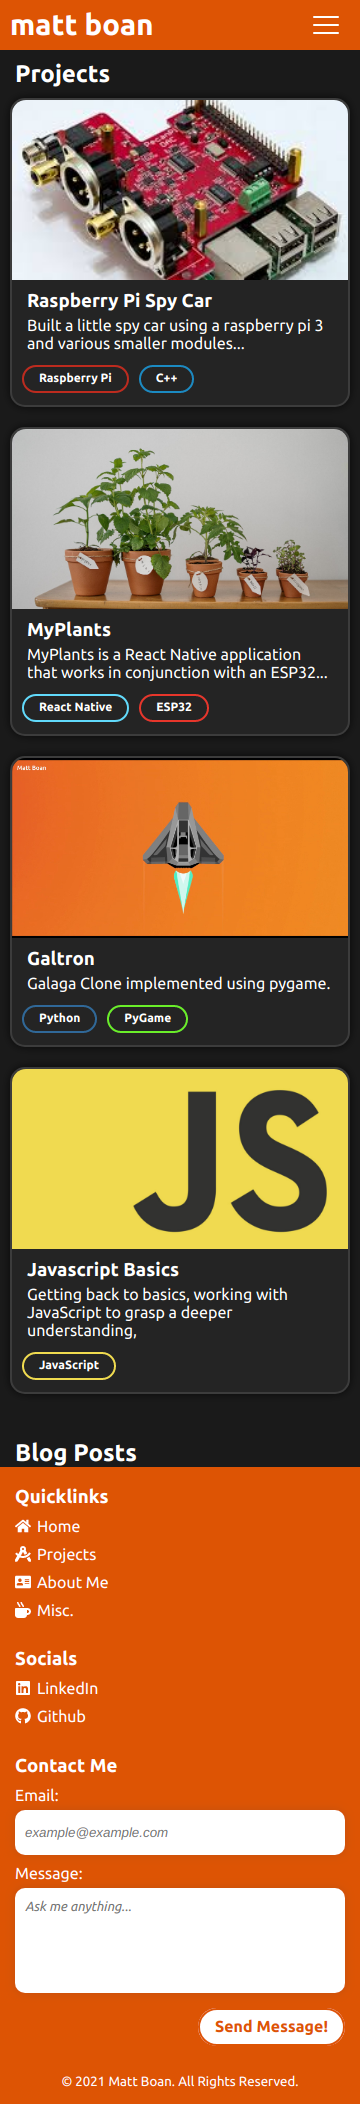 matt boan
Projects
Raspberry Pi Spy Car
Built a little spy car using a raspberry pi 3
and various smaller modules...
Raspberry Pi
C++
MyPlants
MyPlants is a React Native application
that works in conjunction with an ESP32...
React Native
ESP32
Matt Boan
Galtron
Galaga Clone implemented using pygame.
Python
PyGame
JS
Javascript Basics
Getting back to basics, working with
JavaScript to grasp a deeper
understanding,
JavaScript
Blog Posts
Quicklinks
Home
Projects
About Me
Misc.
Socials
LinkedIn
Github
Contact Me
Email:
example@example.com
Message:
Ask me anything...
Send Message!
© 2021 Matt Boan. All Rights Reserved.